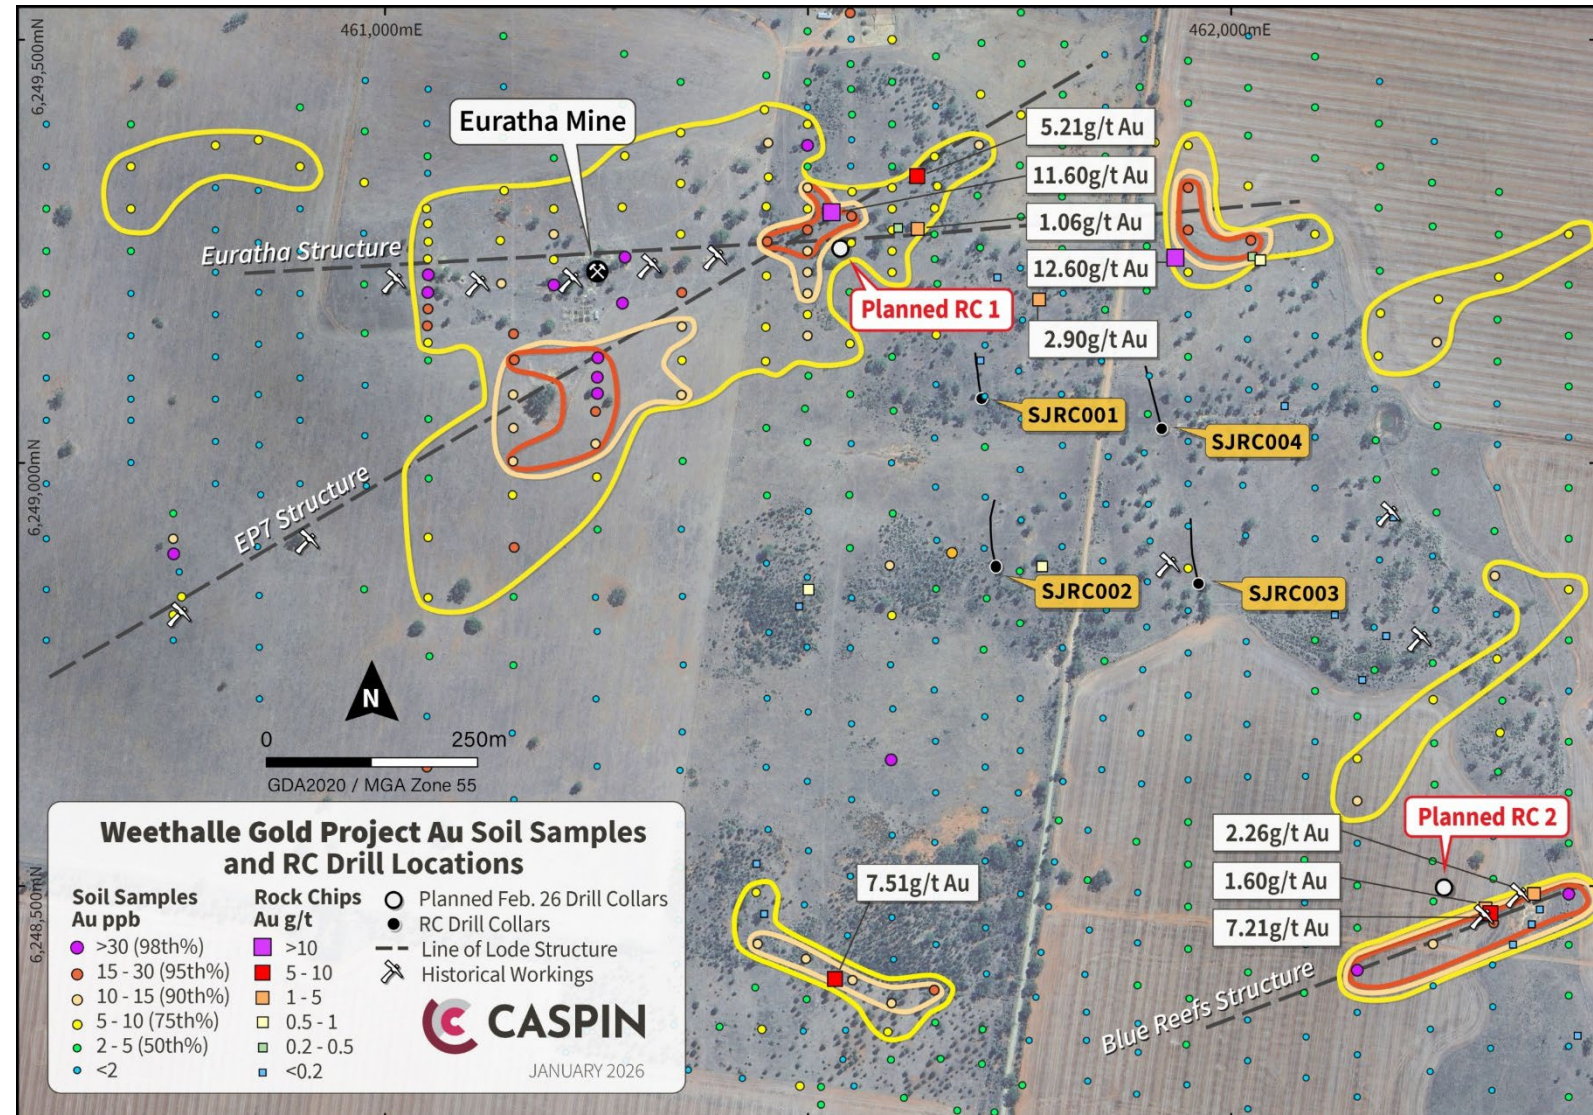 461,000mE
462,000mE
6,249,500mN
Euratha Mine
5.21g/t Au
11.60g/t Au
1.06g/t Au
12.60g/t Au
2.90g/t Au
Euratha Structure
Planned RC 1
SJRC001
SJRC004
6,249,000mN
EP7 Structure
SJRC002
SJRC003
N
0 250m
GDA2020 / MGA Zone 55
Planned RC 2
2.26g/t Au
1.60g/t Au
7.21g/t Au
7.51g/t Au
Blue Reefs Structure
6,248,500mN
Weethalle Gold Project Au Soil Samples
and RC Drill Locations
Soil Samples
Au ppb
>30 (98th%)
15 - 30 (95th%)
10 - 15 (90th%)
5 - 10 (75th%)
2 - 5 (50th%)
<2
Rock Chips
Au g/t
>10
5 - 10
1 - 5
0.5 - 1
0.2 - 0.5
<0.2
Planned Feb. 26 Drill Collars
RC Drill Collars
Line of Lode Structure
Historical Workings
CASPIN
JANUARY 2026